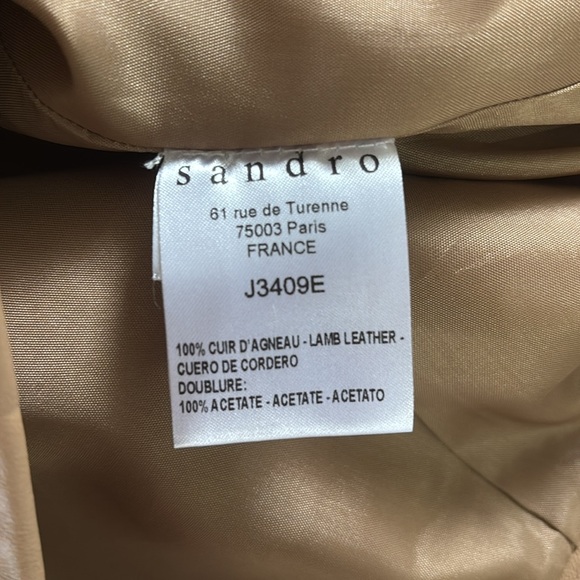 sandro
61 rue de Turenne
75003 Paris
FRANCE
J3409E
100% CUIR D'AGNEAU - LAMB LEATHER -
CUERO DE CORDERO
DOUBLURE:
100% ACETATE - ACETATE - ACETATO